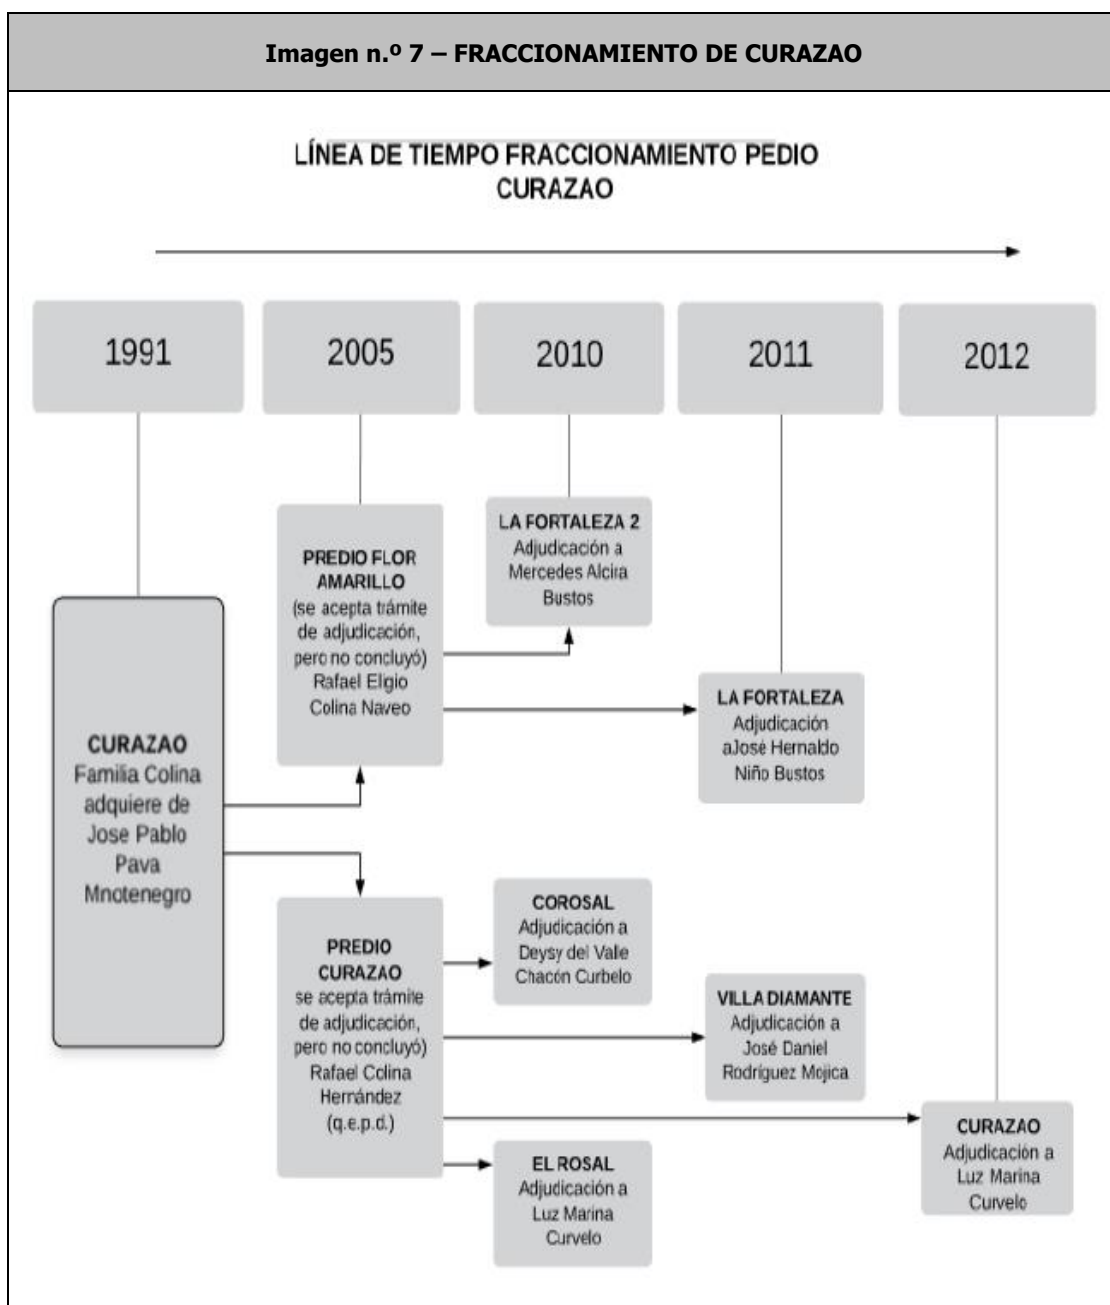 Imagen n.º 7 – FRACCIONAMIENTO DE CURAZAO
LÍNEA DE TIEMPO FRACCIONAMIENTO PEDIO
CURAZAO
1991
2005
2010
2011
2012
CURAZAO
Familia Colina
adquiere de
Jose Pablo
Pava
Mnotenegro
PREDIO FLOR
AMARILLO
(se acepta trámite
de adjudicación,
pero no concluyó)
Rafael Eligio
Colina Naveo
LA FORTALEZA 2
Adjudicación a
Mercedes Alcira
Bustos
LA FORTALEZA
Adjudicación
aJosé Hernaldo
Niño Bustos
PREDIO
CURAZAO
se acepta trámite
de adjudicación,
pero no concluyó)
Rafael Colina
Hernández
(q.e.p.d.)
COROSAL
Adjudicación a
Deysy del Valle
Chacón Curbelo
VILLA DIAMANTE
Adjudicación a
José Daniel
Rodríguez Mojica
CURAZAO
Adjudicación a
Luz Marina
Curvelo
EL ROSAL
Adjudicación a
Luz Marina
Curvelo